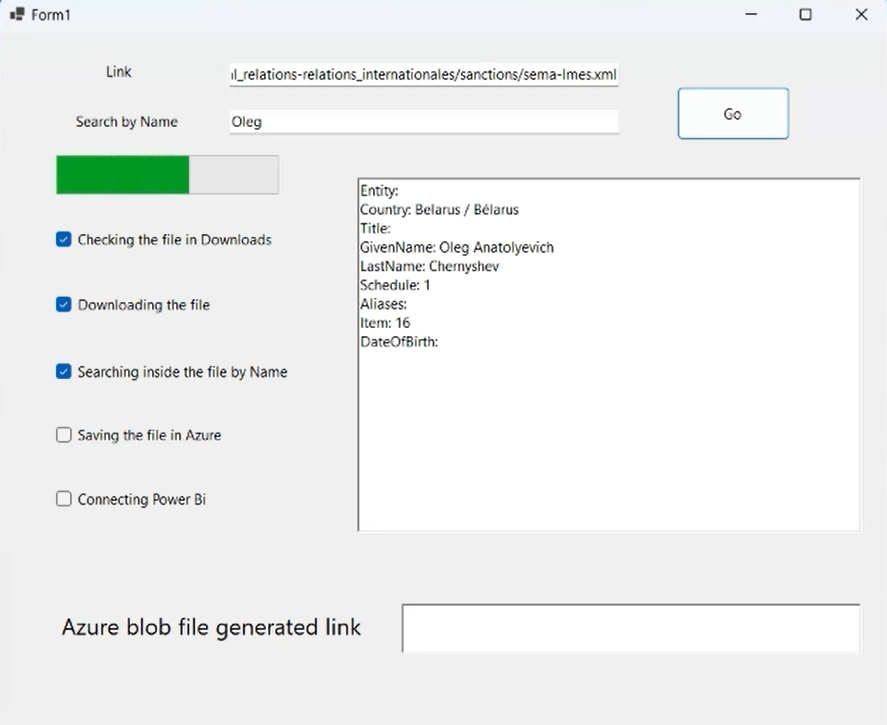 Form1
Link
ıl_relations-relations_internationales/sanctions/sema-lmes.xml
Go
Search by Name
Oleg
Checking the file in Downloads
Downloading the file
Searching inside the file by Name
Saving the file in Azure
Connecting Power Bi
Entity:
Country: Belarus / Bélarus
Title:
GivenName: Oleg Anatolyevich
LastName: Chernyshev
Schedule: 1
Aliases:
Item: 16
DateOfBirth:
Azure blob file generated link